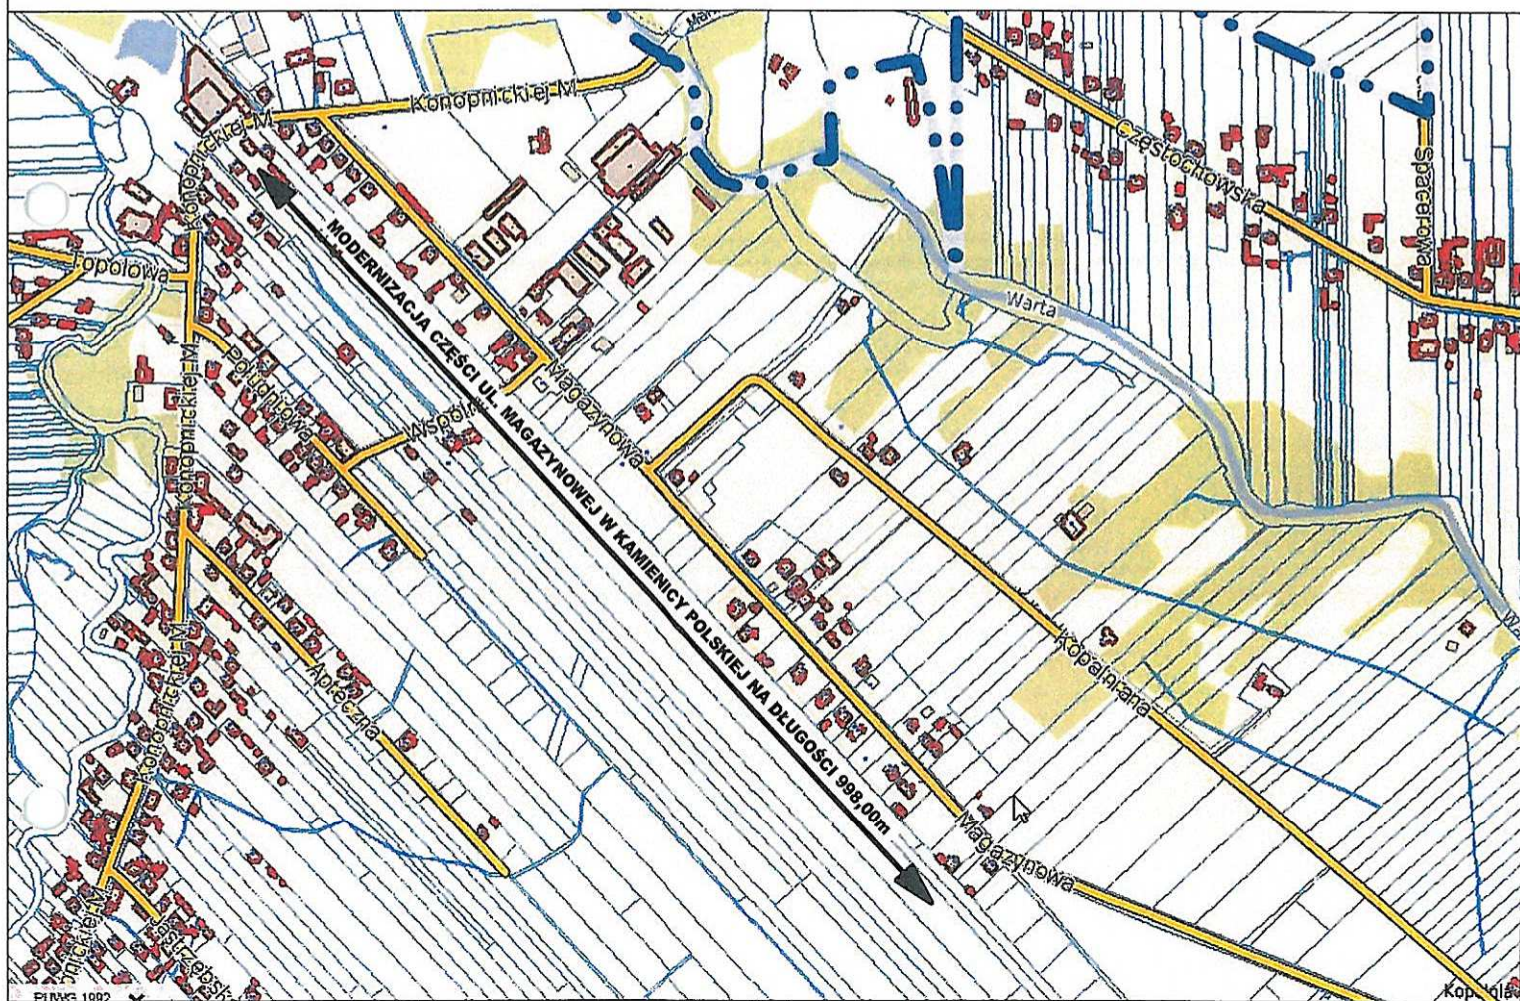 Konopnickiej M
Konopnickiej M
Konopnickiej M
Częstochowska
Spacerowa
Topolowa
MODERNIZACJA CZĘŚCI UL. MAGAZYNOWEJ W KAMIENICY POLSKIEJ NA DŁUGOŚCI 998,00m
Warta
Konopnickiej M
Południowa
Wspólna
Magazynowa
Apteczna
Kopalniana
Konopnickiej M
Magazynowa
PUWG 1992